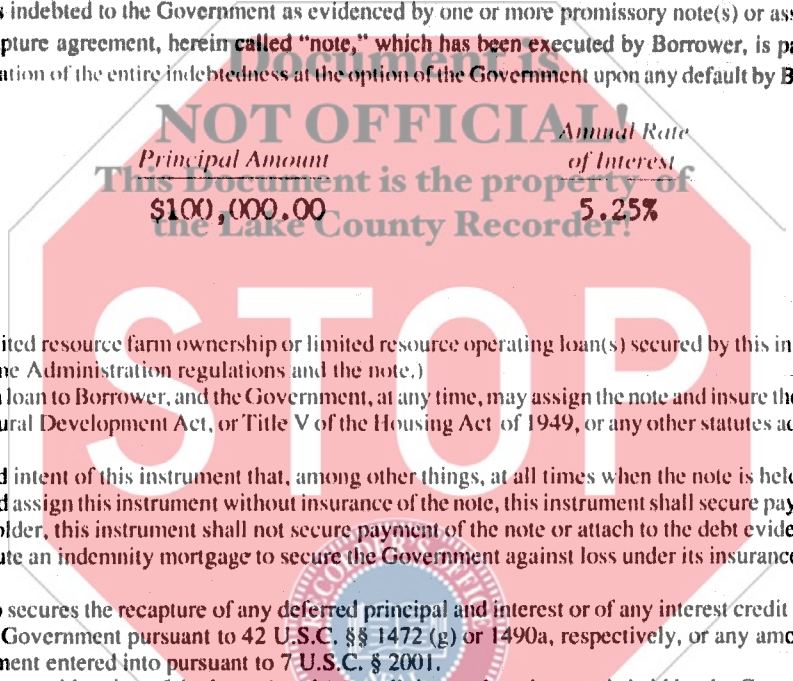 s indebted to the Government as evidenced by one or more promissory note(s) or ass
pture agreement, herein called "note," which has been executed by Borrower, is pa
ation of the entire indebtedness at the option of the Government upon any default by B
Document is
NOT OFFICIAL!
This Document is the property of
the Lake County Recorder!
Annual Rate
Principal Amount of Interest
$100,000.00 5.25%
STOP
ited resource farm ownership or limited resource operating loan(s) secured by this in
ne Administration regulations and the note.)
loan to Borrower, and the Government, at any time, may assign the note and insure the
ural Development Act, or Title V of the Housing Act of 1949, or any other statutes ad
d intent of this instrument that, among other things, at all times when the note is held
d assign this instrument without insurance of the note, this instrument shall secure pay
older, this instrument shall not secure payment of the note or attach to the debt evide
ute an indemnity mortgage to secure the Government against loss under its insurance
RECORDER'S OFFICE
secures the recapture of any deferred principal and interest or of any interest credit
Government pursuant to 42 U.S.C. §§ 1472 (g) or 1490a, respectively, or any amo
ment entered into pursuant to 7 U.S.C. § 2001.